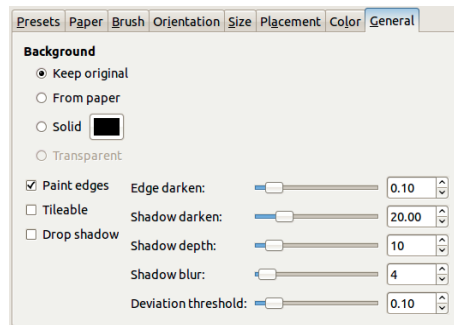 Presets Paper Brush Orientation Size Placement Color General
Background
Keep original
From paper
Solid
Transparent
Paint edges Edge darken: 0.10
Tileable Shadow darken: 20.00
Drop shadow Shadow depth: 10
Shadow blur: 4
Deviation threshold: 0.10